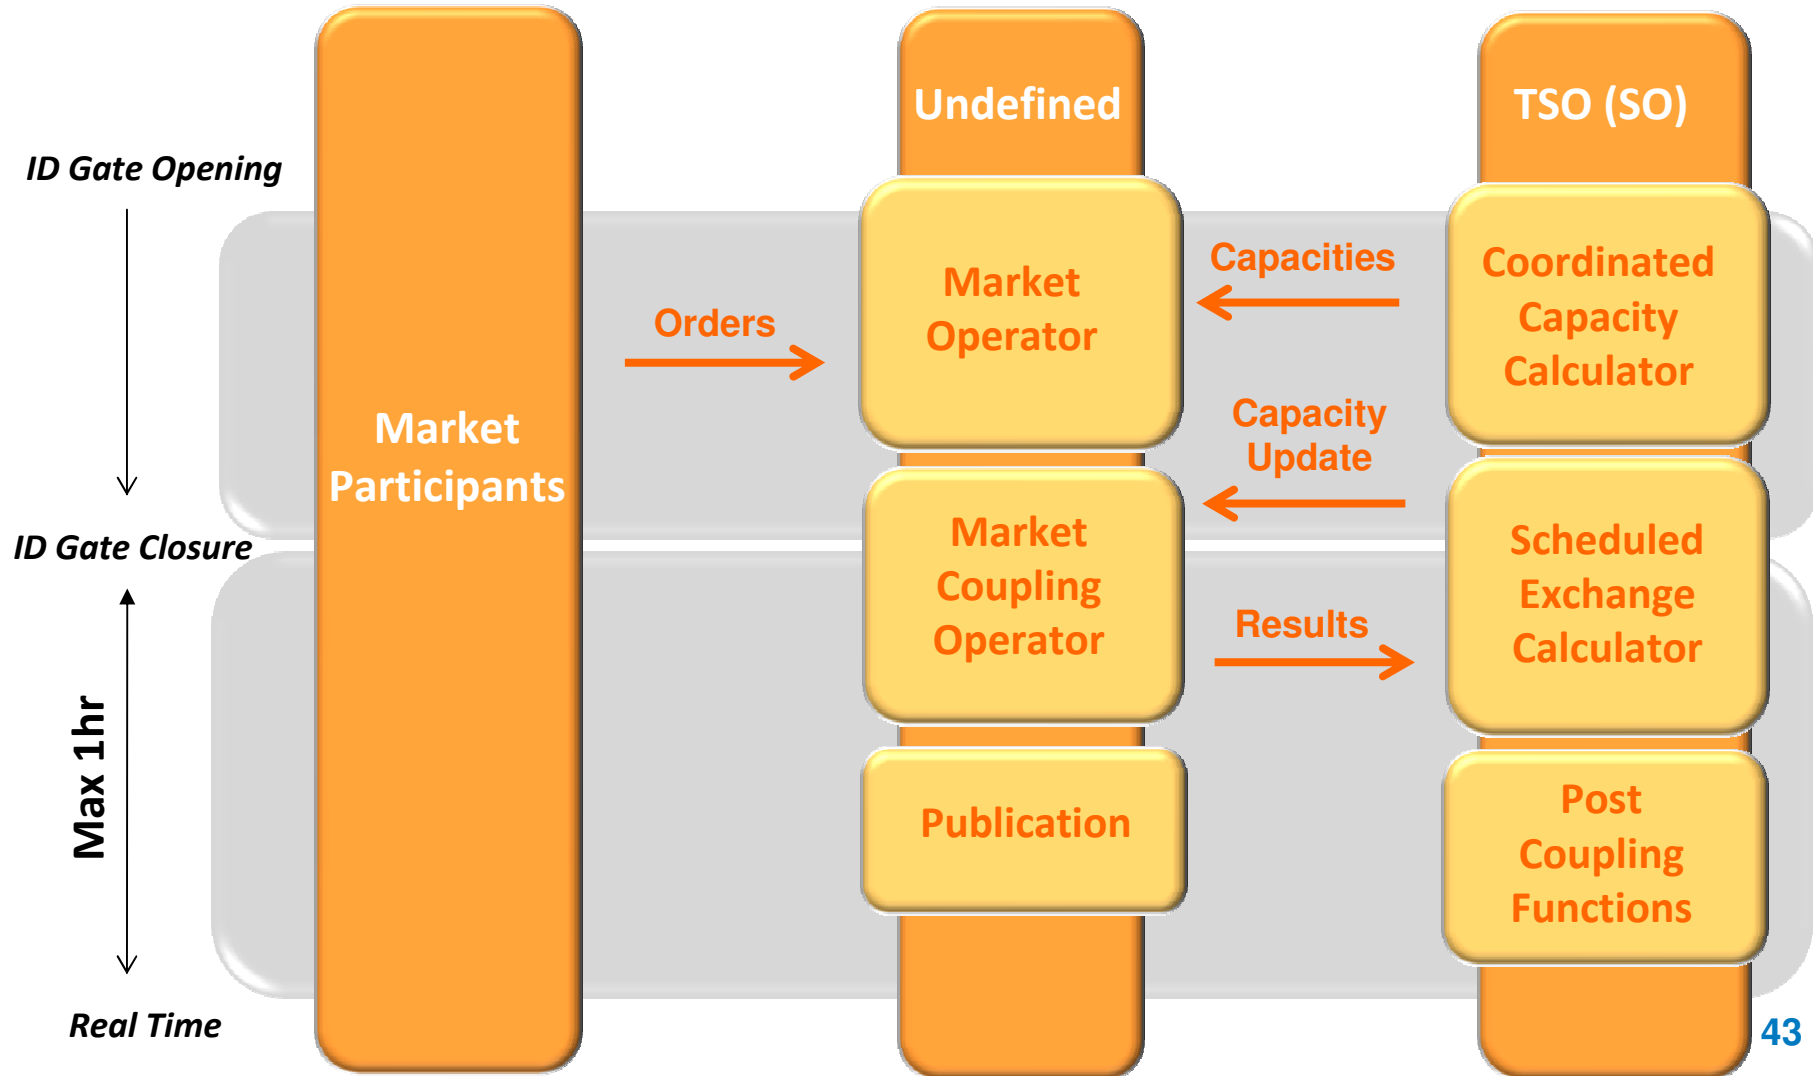 Undefined
TSO (SO)
ID Gate Opening
Market
Operator
Capacities
Coordinated
Capacity
Calculator
Orders
Market
Participants
Capacity
Update
ID Gate Closure
Market
Coupling
Operator
Scheduled
Exchange
Calculator
Results
Max 1hr
Publication
Post
Coupling
Functions
Real Time
43